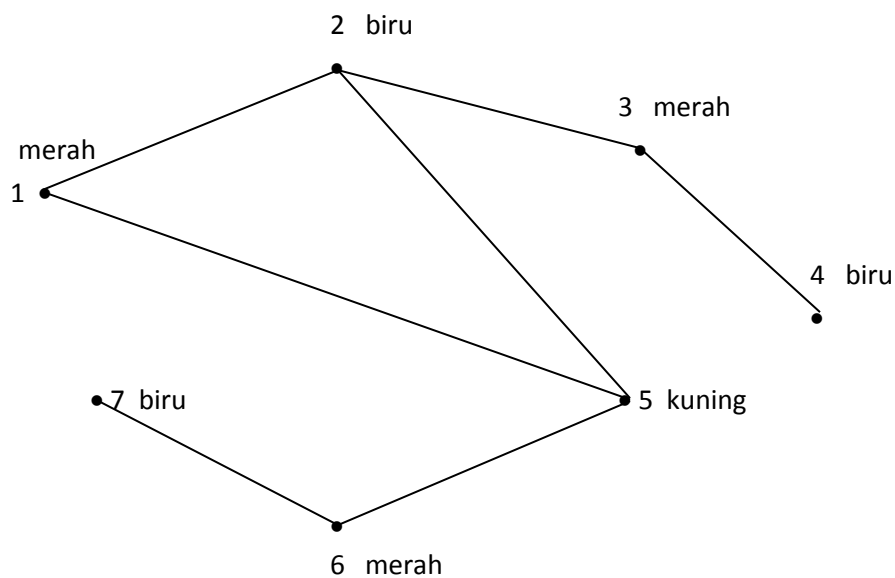 2 biru
3 merah
merah
1
4 biru
7 biru
5 kuning
6 merah